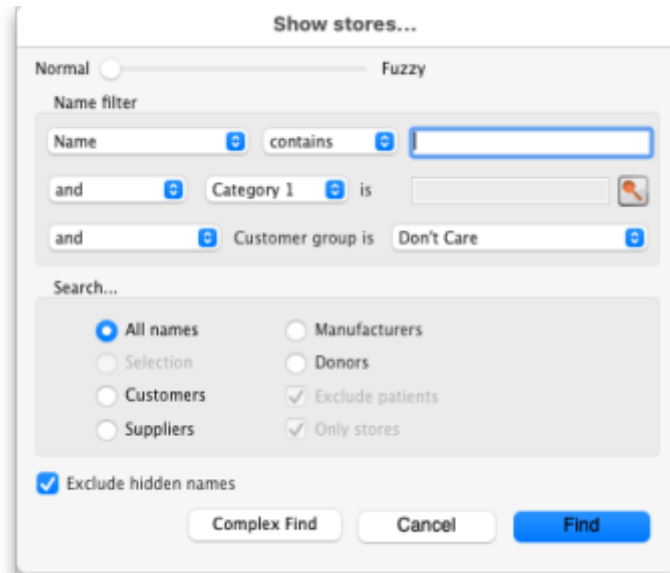 Show stores...
Normal Fuzzy
Name filter
Name contains
and Category 1 is
and Customer group is Don't Care
Search...
All names Manufacturers
Selection Donors
Customers Exclude patients
Suppliers Only stores
Exclude hidden names
Complex Find Cancel Find